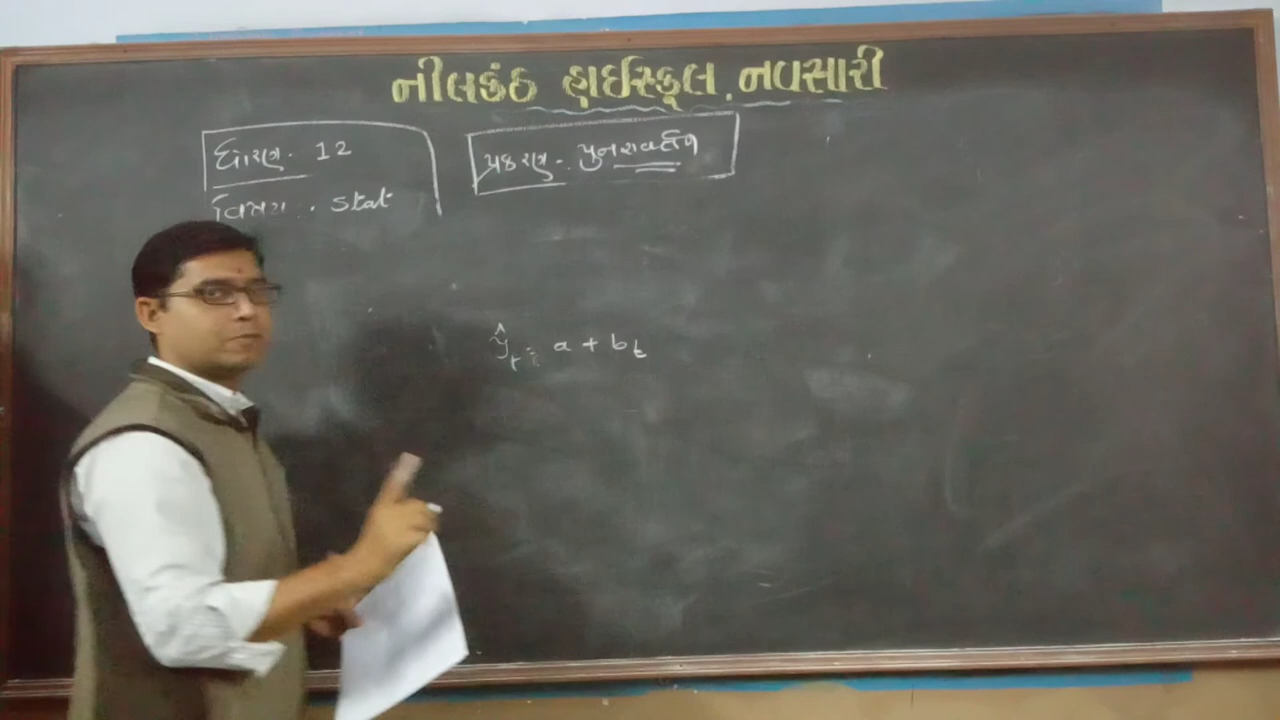 નીલકંઠ હાઇસ્કૂલ. નવસારી
ધોરણ. 12
પ્રકરણ - પુનરાવર્તન
વિષય. stat
ŷt = a + bt